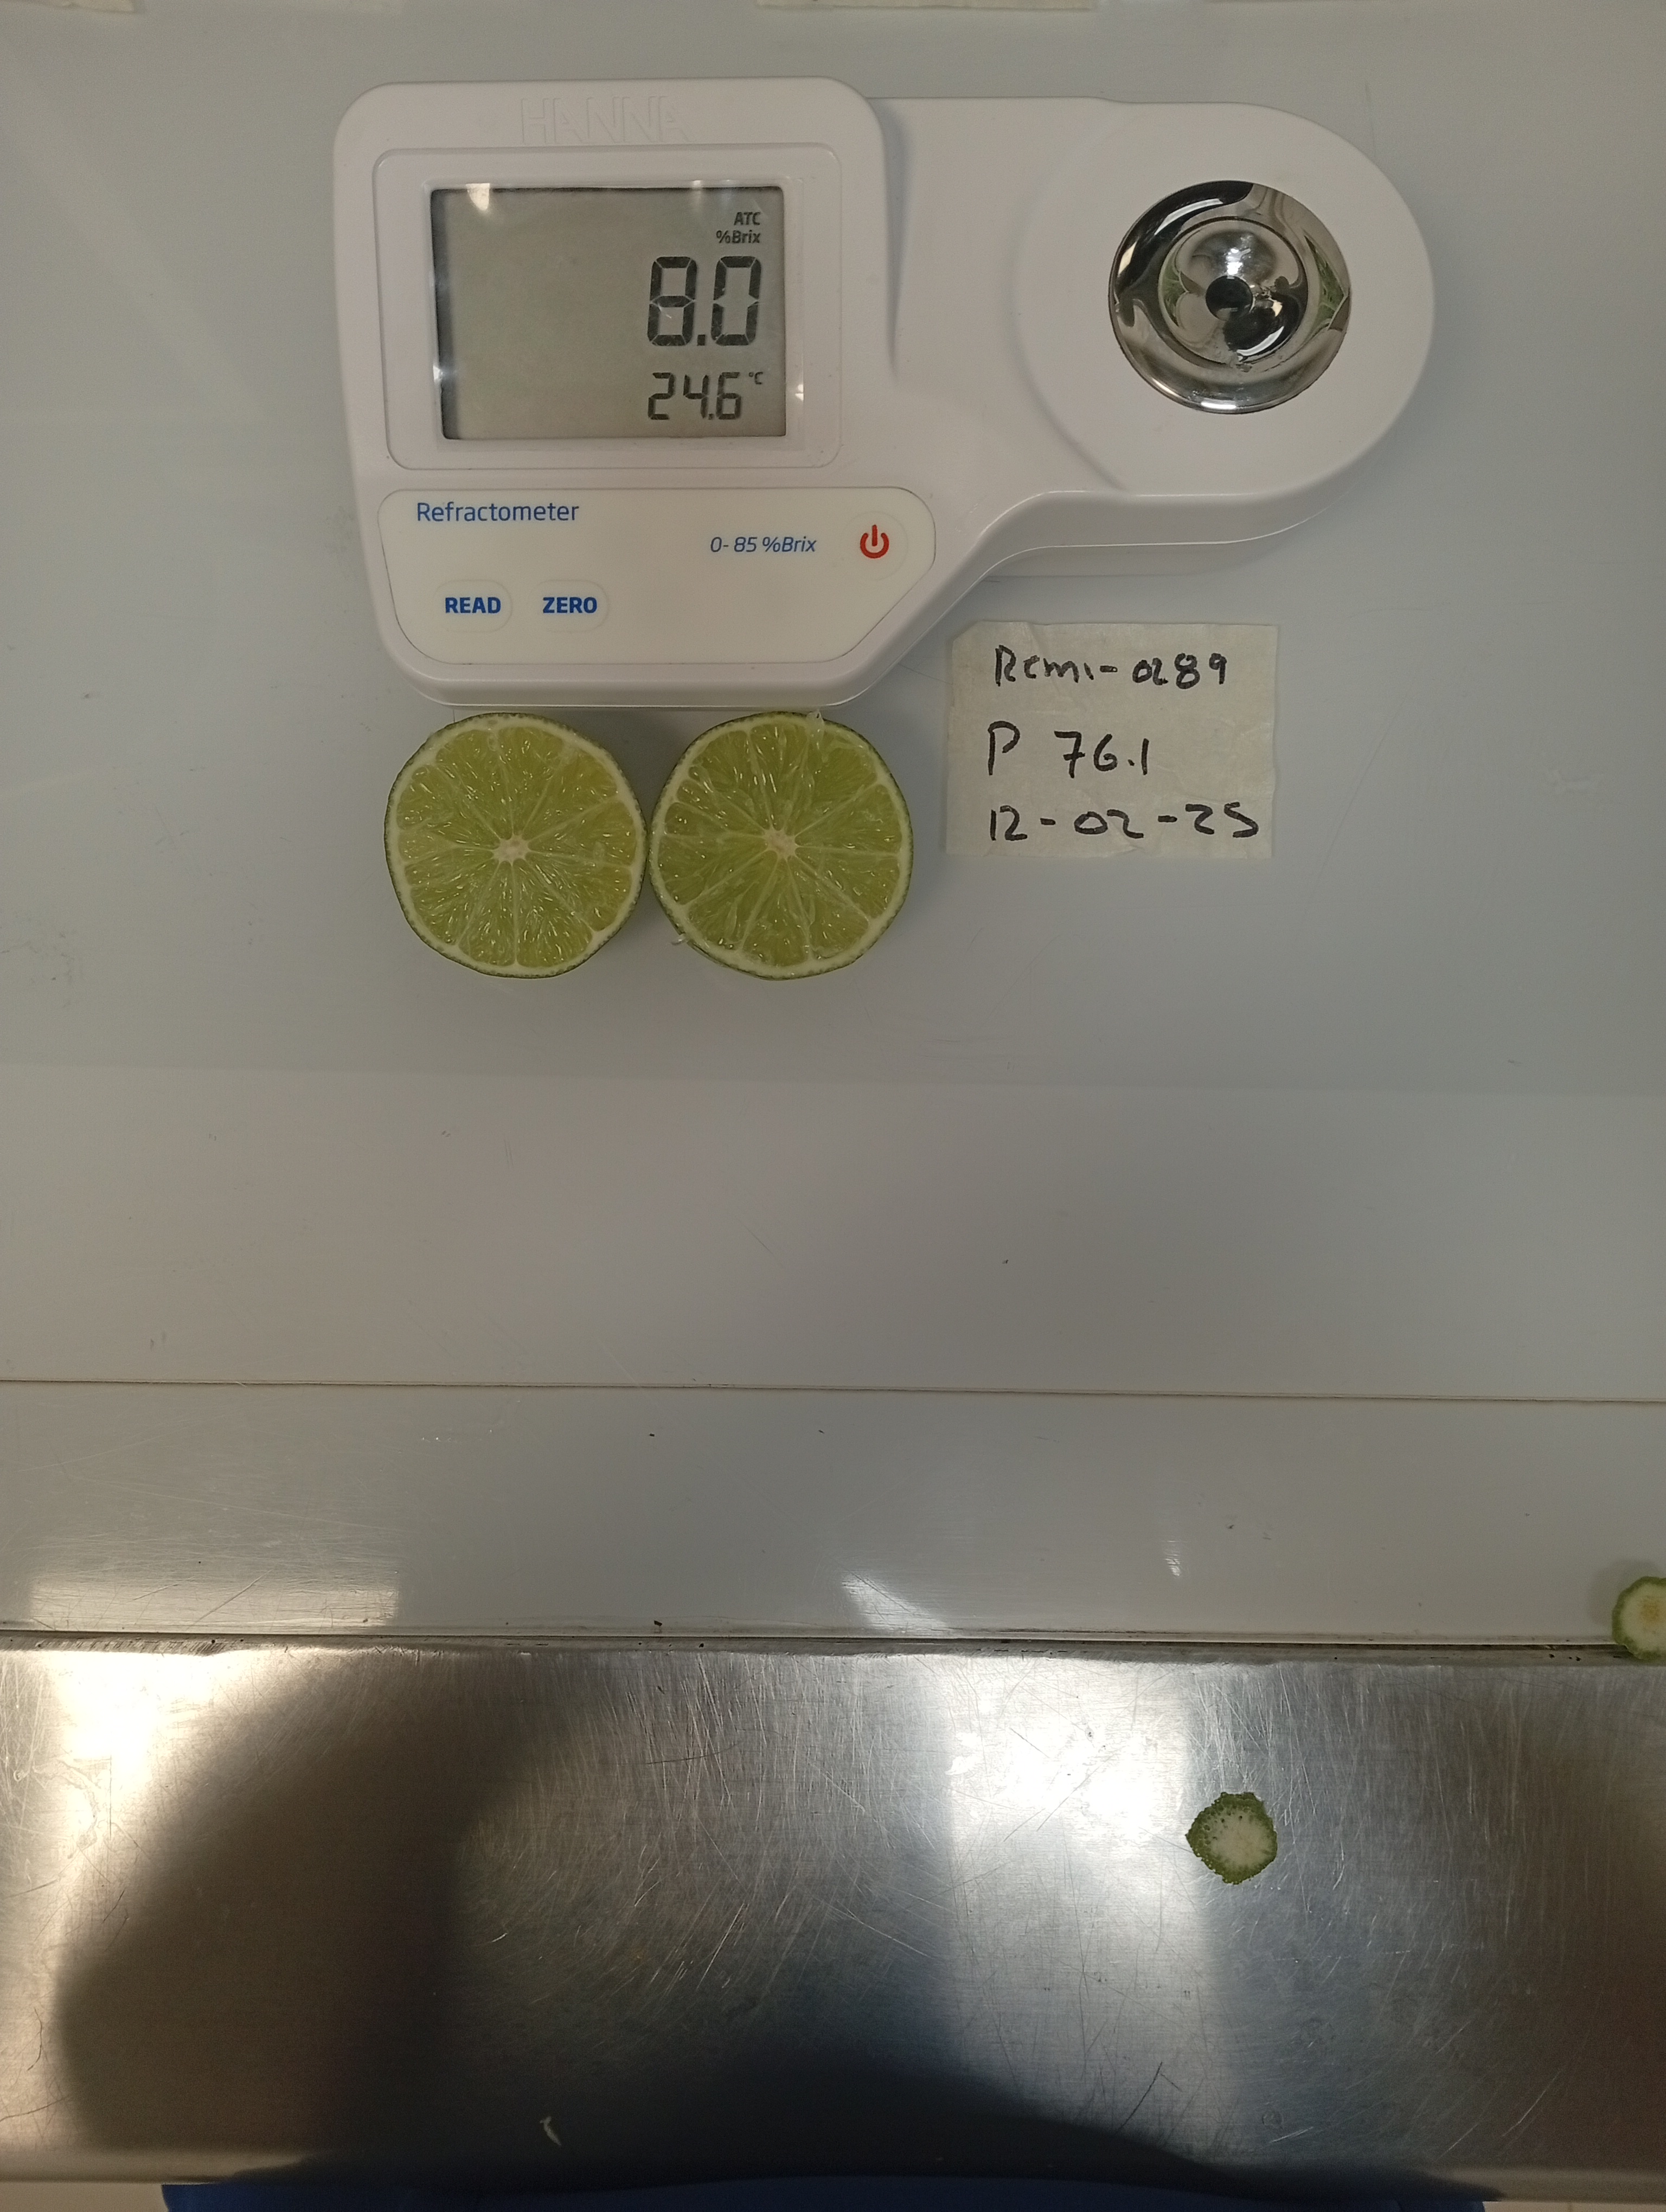 HANNA
ATC
%Brix
8.0
24.6 °C
Refractometer
0-85 %Brix
READ ZERO
Remi-0289
P 76.1
12-02-25